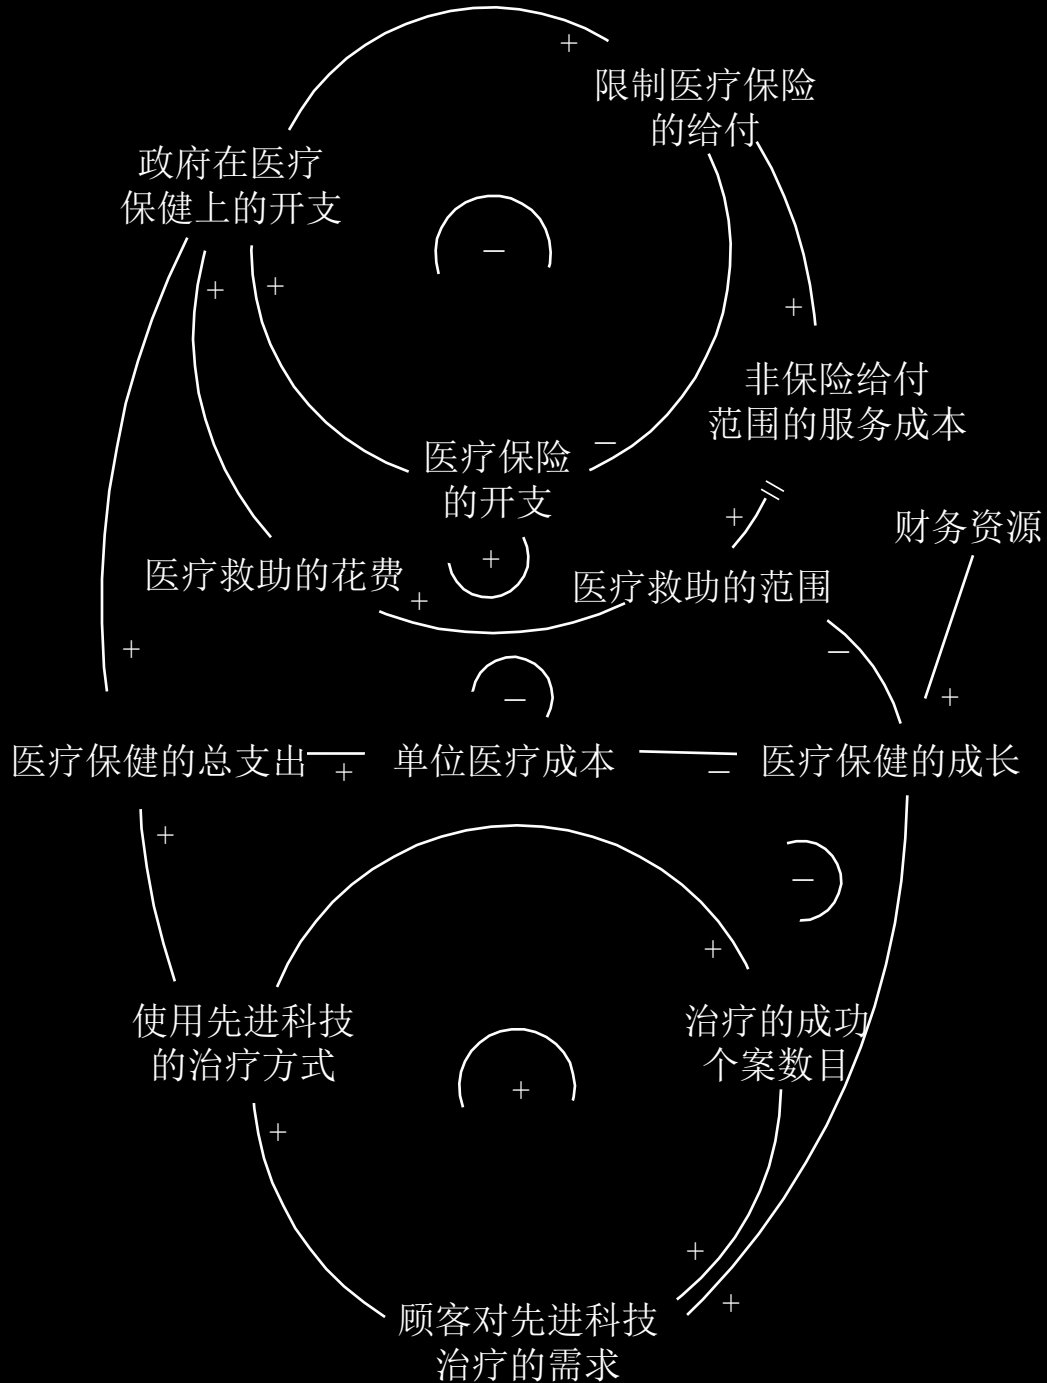 +
限制医疗保险
的给付
政府在医疗
保健上的开支
−
+
+
+
非保险给付
范围的服务成本
−
医疗保险
的开支
+
财务资源
+
医疗救助的花费
+
医疗救助的范围
+
−
−
+
医疗保健的总支出
+
单位医疗成本
−
医疗保健的成长
+
−
+
使用先进科技
的治疗方式
治疗的成功
个案数目
+
+
+
+
顾客对先进科技
治疗的需求